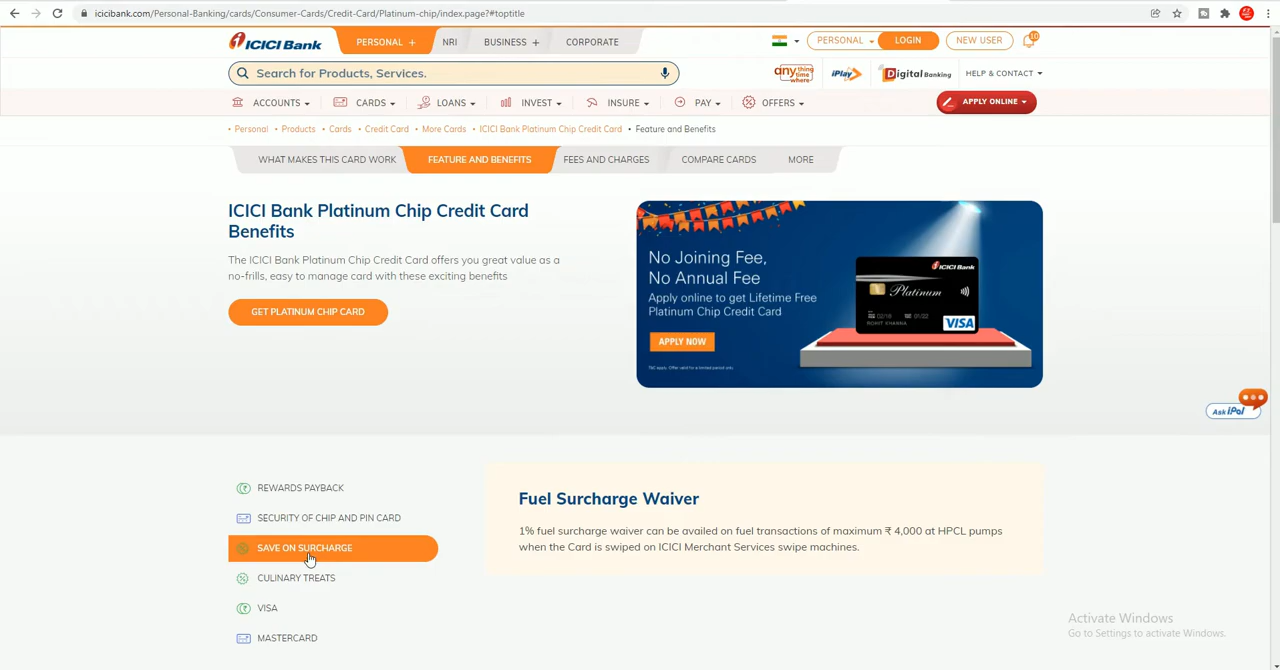 icicibank.com/Personal-Banking/cards/Consumer-Cards/Credit-Card/Platinum-chip/index.page?#toptitle
ICICI Bank
PERSONAL +
NRI
BUSINESS +
CORPORATE
PERSONAL
LOGIN
NEW USER
10
Search for Products, Services.
any thing time where
iPlay
Digital Banking
HELP & CONTACT
ACCOUNTS
CARDS
LOANS
INVEST
INSURE
PAY
OFFERS
APPLY ONLINE
• Personal • Products • Cards • Credit Card • More Cards • ICICI Bank Platinum Chip Credit Card • Feature and Benefits
WHAT MAKES THIS CARD WORK
FEATURE AND BENEFITS
FEES AND CHARGES
COMPARE CARDS
MORE
ICICI Bank Platinum Chip Credit Card
Benefits
The ICICI Bank Platinum Chip Credit Card offers you great value as a
no-frills, easy to manage card with these exciting benefits
GET PLATINUM CHIP CARD
No Joining Fee,
No Annual Fee
Apply online to get Lifetime Free
Platinum Chip Credit Card
APPLY NOW
T&C apply. Offer valid for a limited period only.
ICICI Bank
Platinum
02/18 01/22
ROHIT KHANNA
VISA
Ask iPal
REWARDS PAYBACK
SECURITY OF CHIP AND PIN CARD
SAVE ON SURCHARGE
CULINARY TREATS
VISA
MASTERCARD
Fuel Surcharge Waiver
1% fuel surcharge waiver can be availed on fuel transactions of maximum ₹ 4,000 at HPCL pumps
when the Card is swiped on ICICI Merchant Services swipe machines.
Activate Windows
Go to Settings to activate Windows.